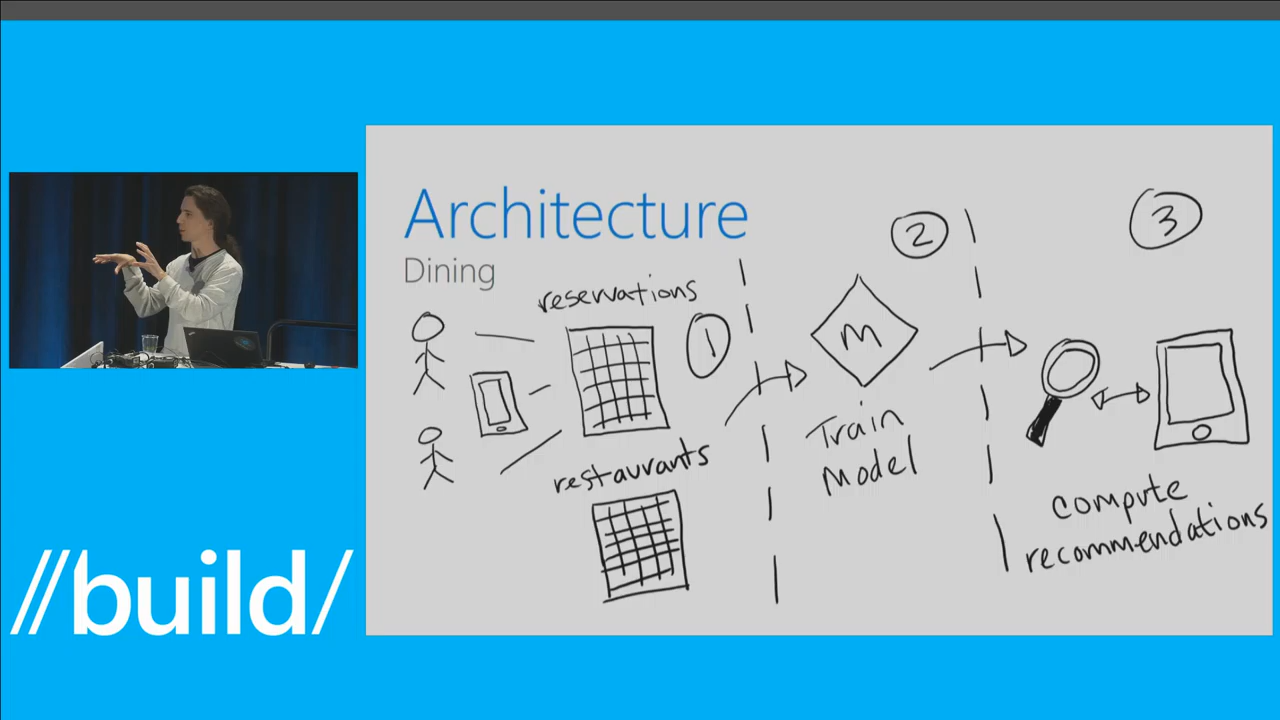 Architecture
Dining
reservations
1
restaurants
2
M
Train
Model
3
compute
recommendations
//build/